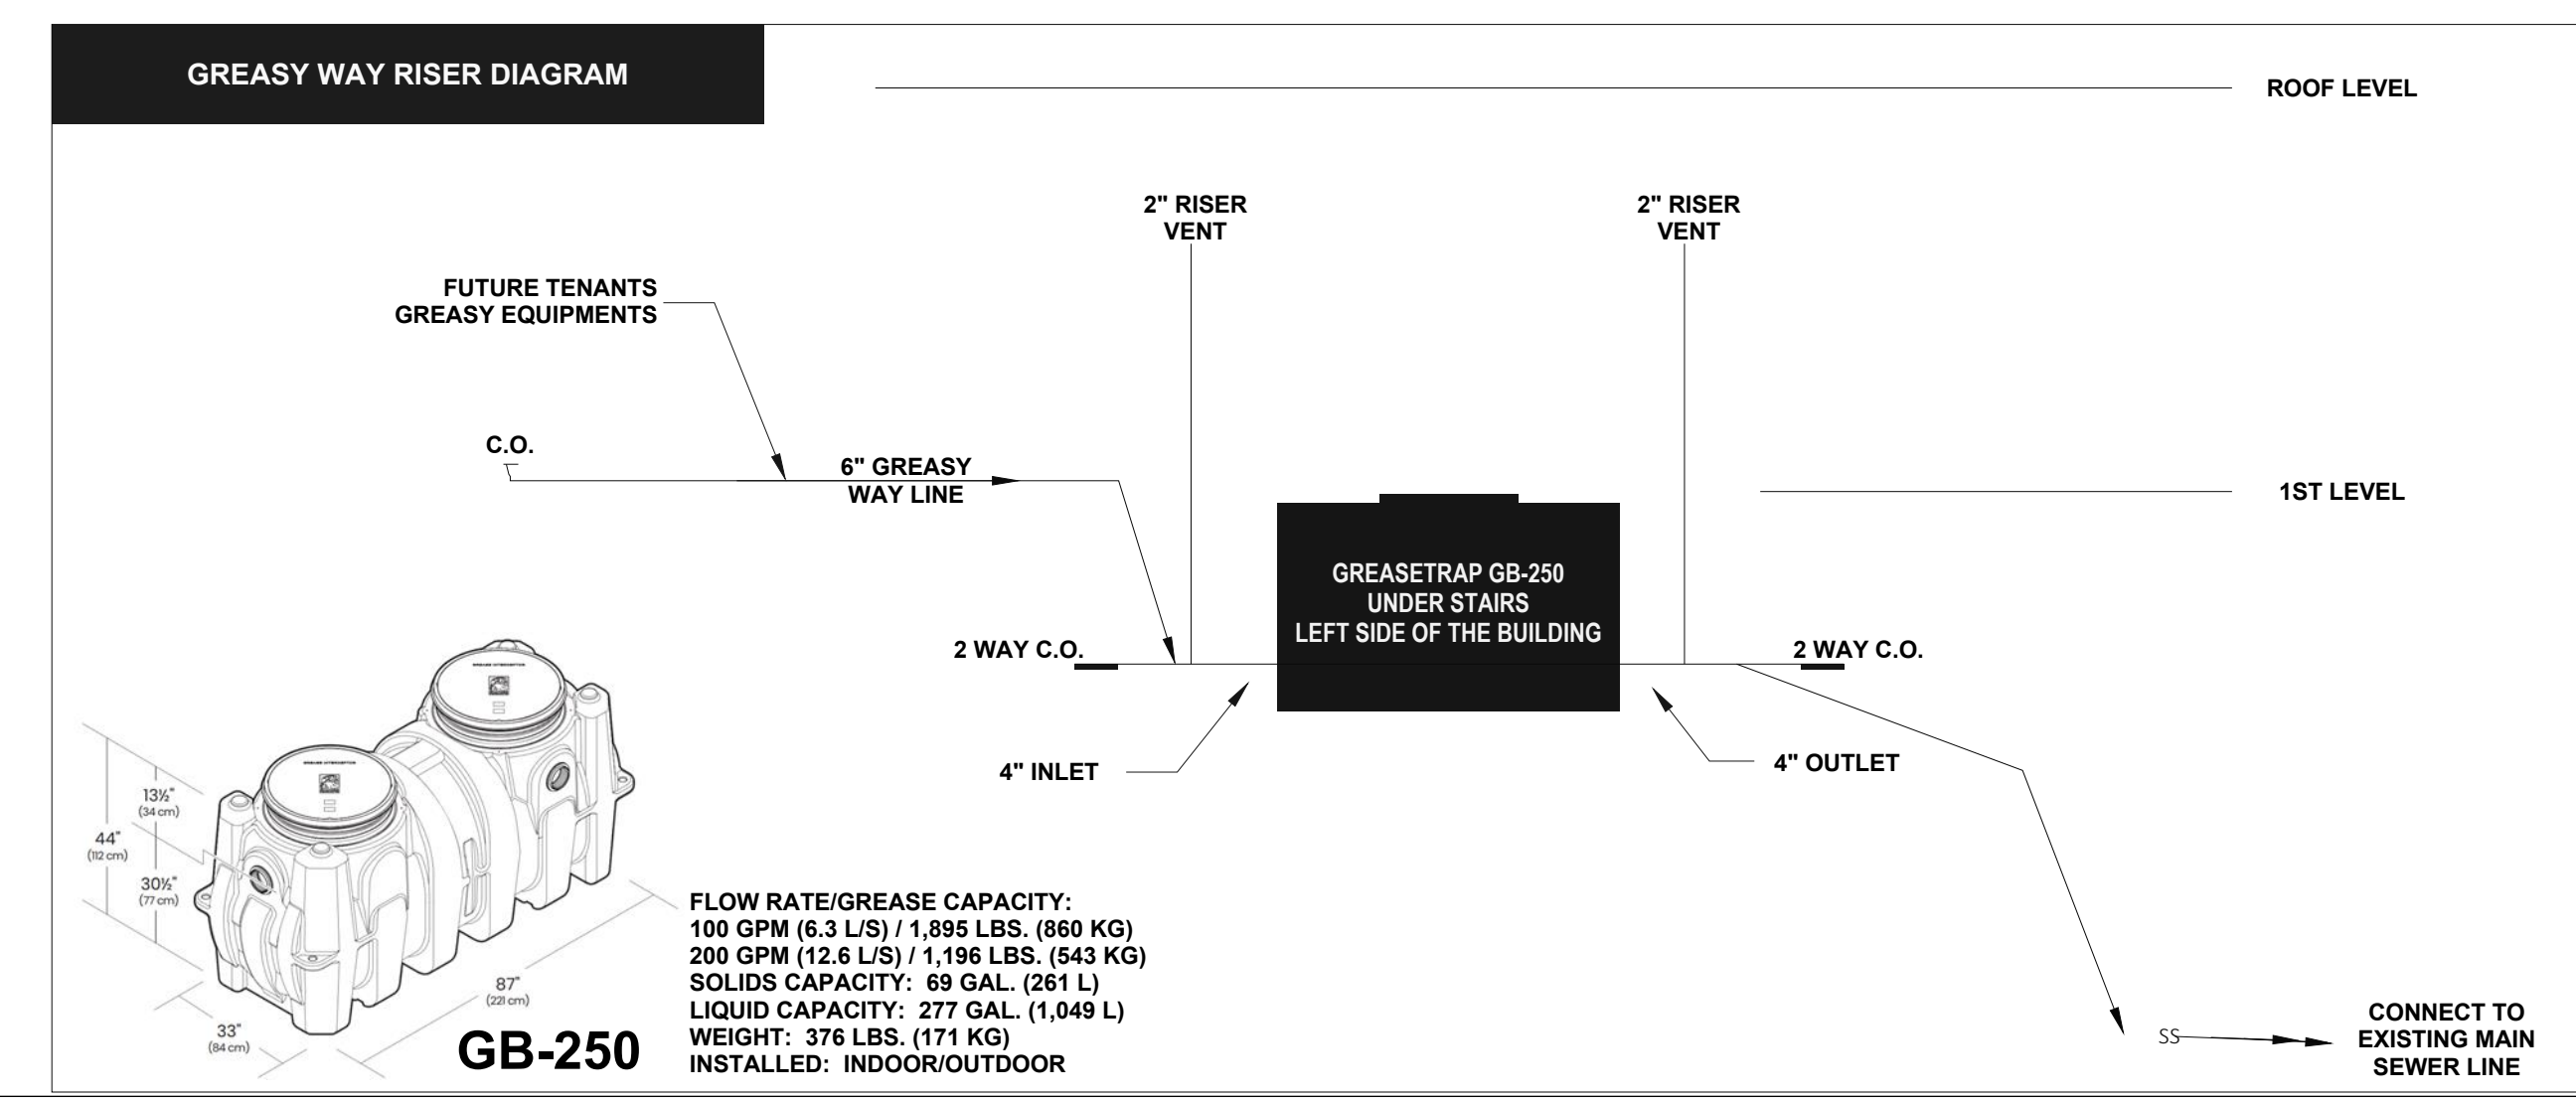 GREASY WAY RISER DIAGRAM
ROOF LEVEL
2" RISER
VENT
2" RISER
VENT
FUTURE TENANTS
GREASY EQUIPMENTS
C.O.
6" GREASY
WAY LINE
1ST LEVEL
GREASETRAP GB-250
UNDER STAIRS
LEFT SIDE OF THE BUILDING
2 WAY C.O.
2 WAY C.O.
4" INLET
4" OUTLET
13½"
(34 cm)
44"
(112 cm)
30½"
(77 cm)
87"
(221 cm)
33"
(84 cm)
GB-250
FLOW RATE/GREASE CAPACITY:
100 GPM (6.3 L/S) / 1,895 LBS. (860 KG)
200 GPM (12.6 L/S) / 1,196 LBS. (543 KG)
SOLIDS CAPACITY: 69 GAL. (261 L)
LIQUID CAPACITY: 277 GAL. (1,049 L)
WEIGHT: 376 LBS. (171 KG)
INSTALLED: INDOOR/OUTDOOR
SS
CONNECT TO
EXISTING MAIN
SEWER LINE